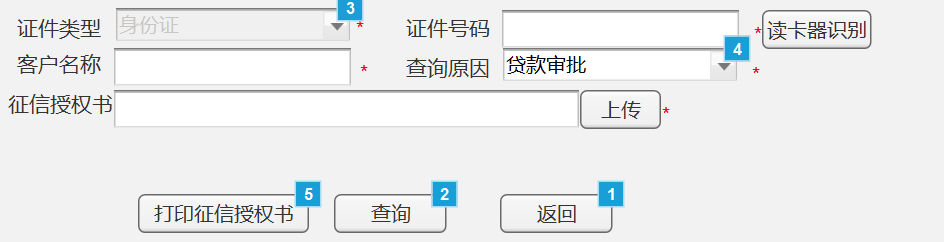 证件类型 身份证 3 * 证件号码 * 读卡器识别
客户名称 * 查询原因 贷款审批 4 *
征信授权书 上传 *
打印征信授权书 5 查询 2 返回 1